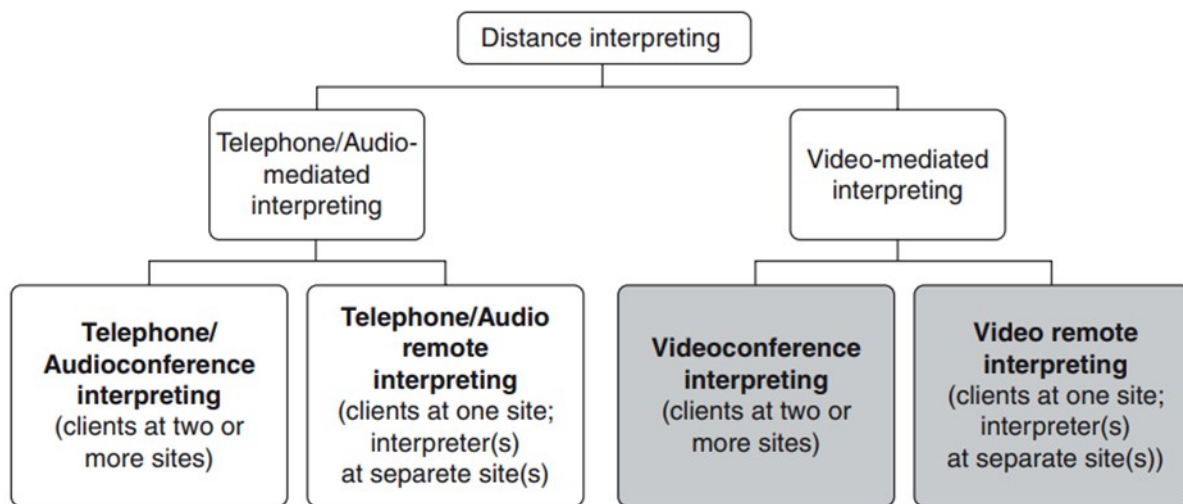 Distance interpreting
Telephone/Audio-
mediated
interpreting
Video-mediated
interpreting
Telephone/
Audioconference
interpreting
(clients at two or
more sites)
Telephone/Audio
remote
interpreting
(clients at one site;
interpreter(s)
at separete site(s)
Videoconference
interpreting
(clients at two or
more sites)
Video remote
interpreting
(clients at one site;
interpreter(s)
at separate site(s))